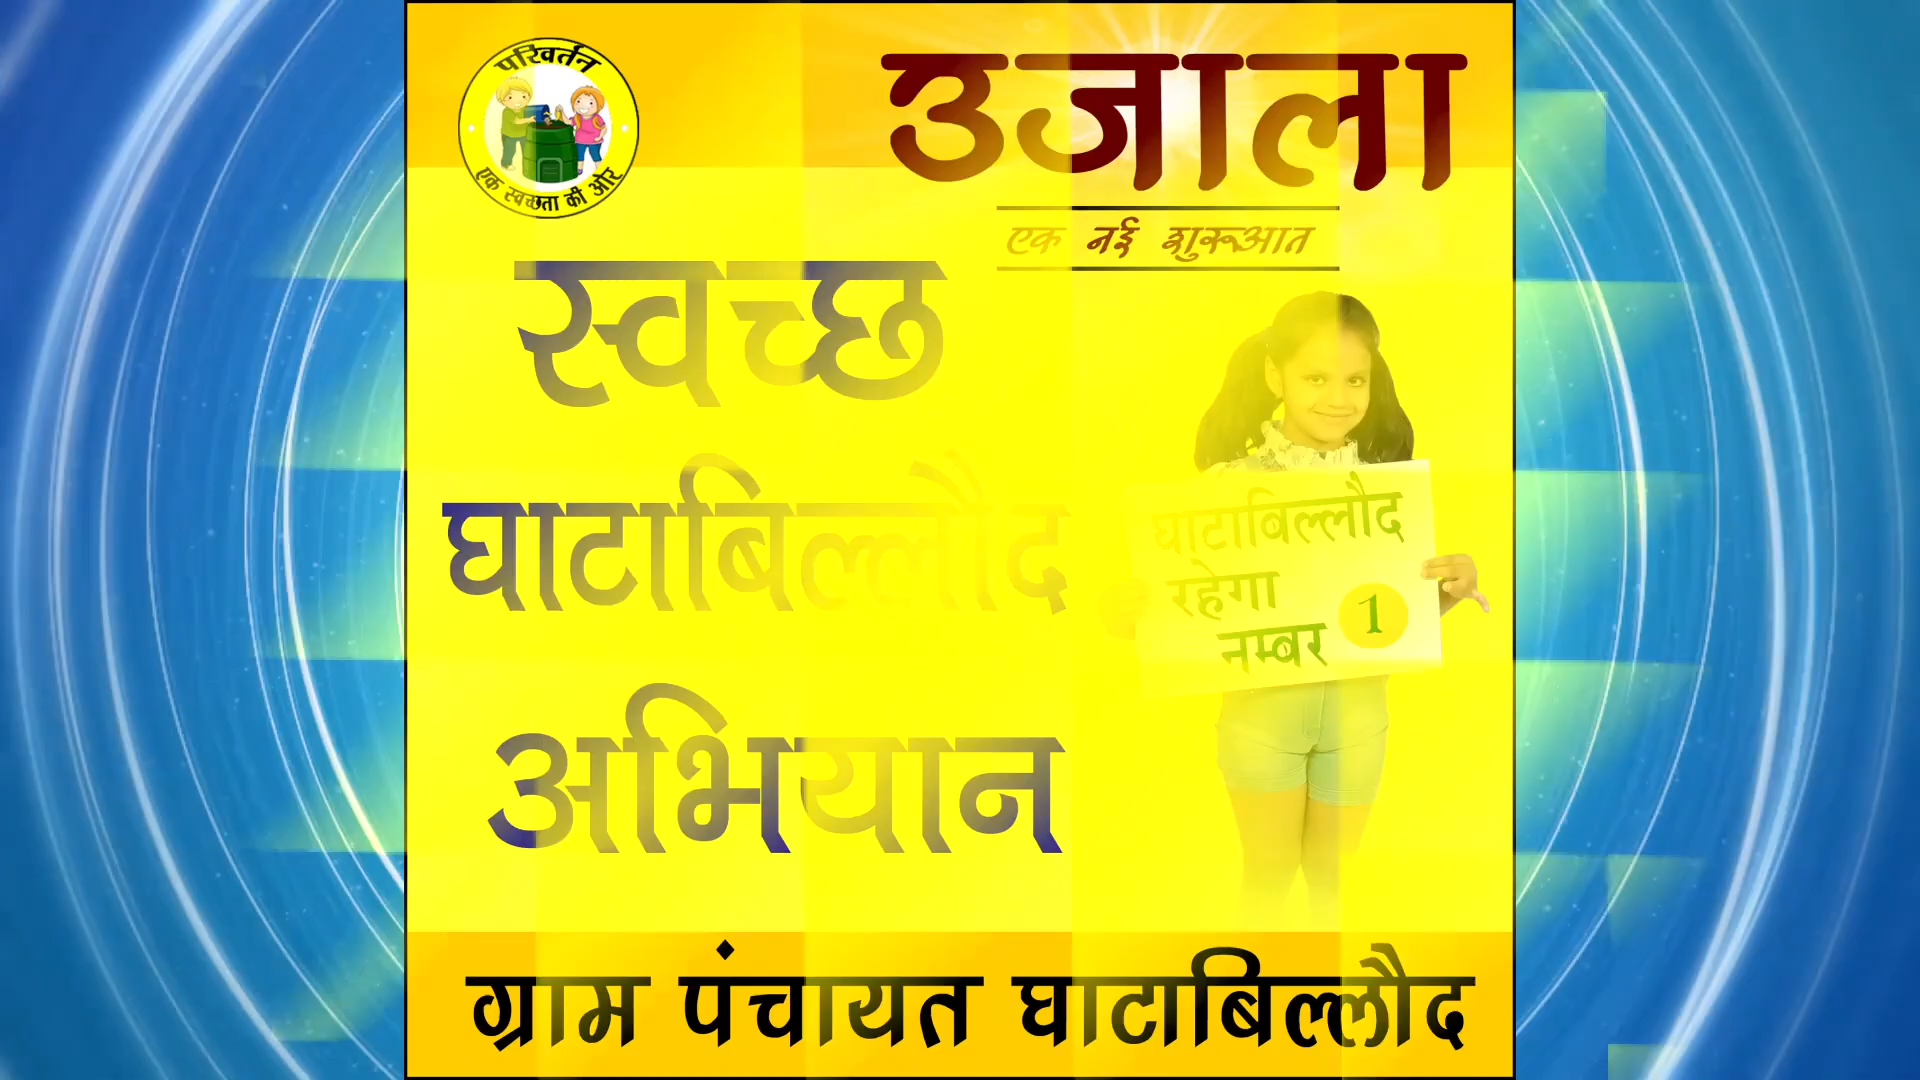 परिवर्तन
एक स्वच्छता की ओर
उजाला
एक नई शुरूआत
स्वच्छ
घाटाबिल्लौद
अभियान
घाटाबिल्लौद
रहेगा
नम्बर 1
ग्राम पंचायत घाटाबिल्लौद